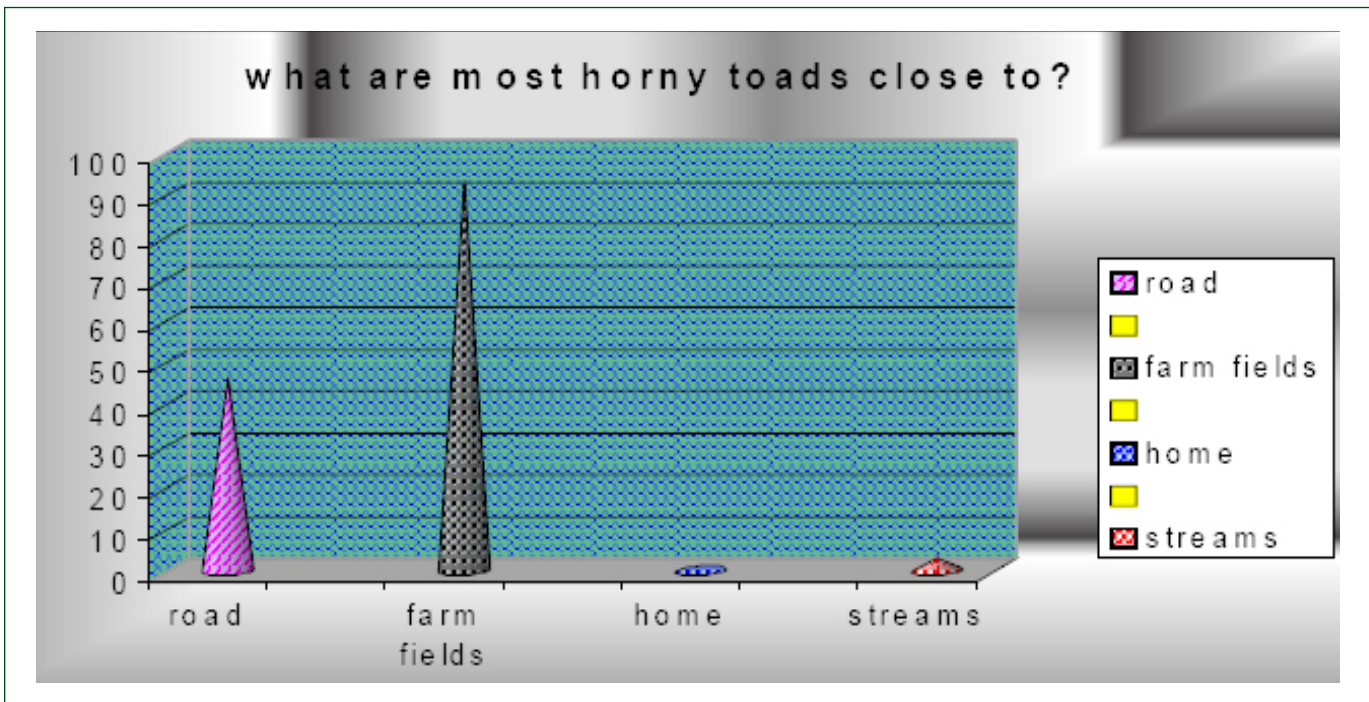 what are most horny toads close to?
100
90
80
70
60
50
40
30
20
10
0
road
farm
fields
home
streams
road
farm fields
home
streams